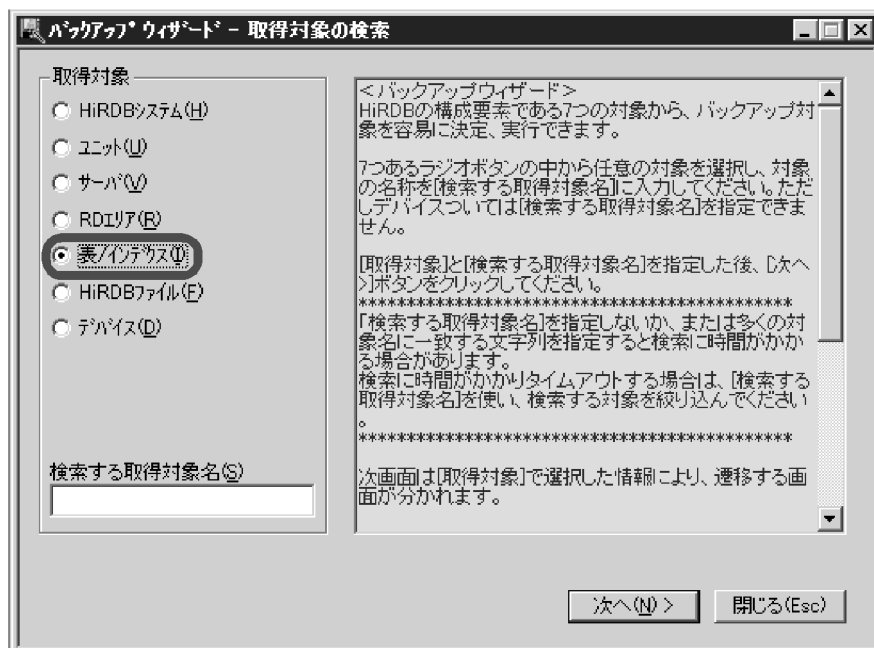 バックアップ ウィザード - 取得対象の検索
取得対象
HiRDBシステム(H)
ユニット(U)
サーバ(V)
RDエリア(R)
表/インデクス(I)
HiRDBファイル(F)
デバイス(D)
検索する取得対象名(S)
<バックアップウィザード>
HiRDBの構成要素である7つの対象から、バックアップ対
象を容易に決定、実行できます。
7つあるラジオボタンの中から任意の対象を選択し、対象
の名称を[検索する取得対象名]に入力してください。ただ
しデバイスついては[検索する取得対象名]を指定できま
せん。
[取得対象]と[検索する取得対象名]を指定した後、[次へ
>]ボタンをクリックしてください。
*********************************************
[検索する取得対象名]を指定しないか、または多くの対
象名に一致する文字列を指定すると検索に時間がかか
る場合があります。
検索に時間がかかりタイムアウトする場合は、[検索する
取得対象名]を使い、検索する対象を絞り込んでください
。
*********************************************
次画面は[取得対象]で選択した情報により、遷移する画
面が分かれます。
次へ(N) >
閉じる(Esc)